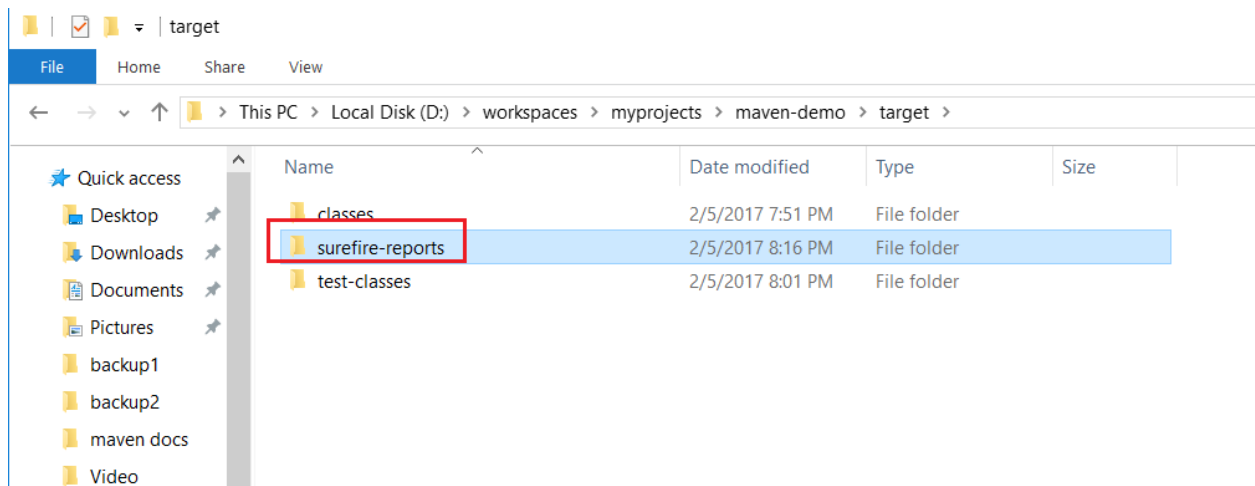 target
File Home Share View
This PC > Local Disk (D:) > workspaces > myprojects > maven-demo > target >
Name Date modified Type Size
Quick access
Desktop
Downloads
Documents
Pictures
backup1
backup2
maven docs
Video
classes 2/5/2017 7:51 PM File folder
surefire-reports 2/5/2017 8:16 PM File folder
test-classes 2/5/2017 8:01 PM File folder